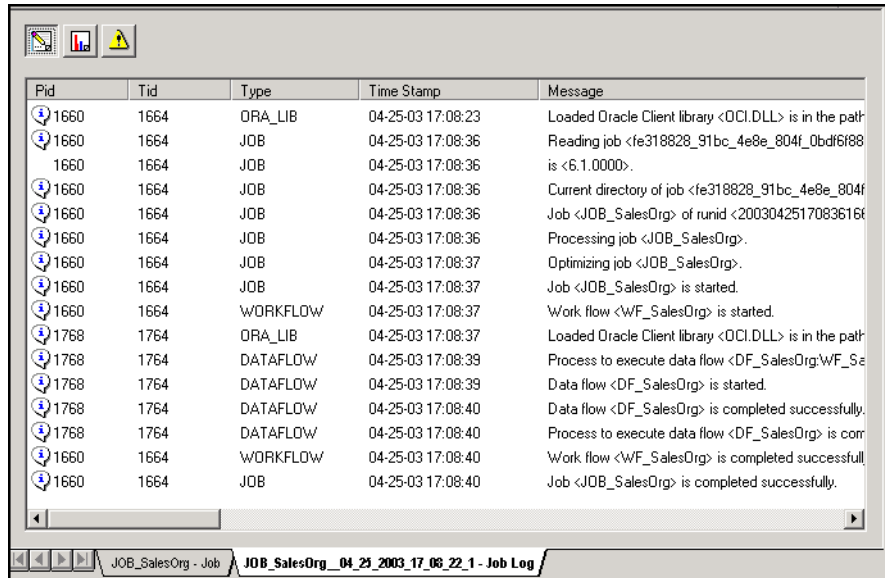 Pid Tid Type Time Stamp Message
1660 1664 ORA_LIB 04-25-03 17:08:23 Loaded Oracle Client library <OCI.DLL> is in the path
1660 1664 JOB 04-25-03 17:08:36 Reading job <fe318828_91bc_4e8e_804f_0bdf6f88
1660 1664 JOB 04-25-03 17:08:36 is <6.1.0000>.
1660 1664 JOB 04-25-03 17:08:36 Current directory of job <fe318828_91bc_4e8e_804f
1660 1664 JOB 04-25-03 17:08:36 Job <JOB_SalesOrg> of runid <2003042517083616
1660 1664 JOB 04-25-03 17:08:36 Processing job <JOB_SalesOrg>.
1660 1664 JOB 04-25-03 17:08:37 Optimizing job <JOB_SalesOrg>.
1660 1664 JOB 04-25-03 17:08:37 Job <JOB_SalesOrg> is started.
1660 1664 WORKFLOW 04-25-03 17:08:37 Work flow <WF_SalesOrg> is started.
1768 1764 ORA_LIB 04-25-03 17:08:37 Loaded Oracle Client library <OCI.DLL> is in the path
1768 1764 DATAFLOW 04-25-03 17:08:39 Process to execute data flow <DF_SalesOrg:WF_Sa
1768 1764 DATAFLOW 04-25-03 17:08:39 Data flow <DF_SalesOrg> is started.
1768 1764 DATAFLOW 04-25-03 17:08:40 Data flow <DF_SalesOrg> is completed successfully.
1768 1764 DATAFLOW 04-25-03 17:08:40 Process to execute data flow <DF_SalesOrg> is com
1660 1664 WORKFLOW 04-25-03 17:08:40 Work flow <WF_SalesOrg> is completed successfull
1660 1664 JOB 04-25-03 17:08:40 Job <JOB_SalesOrg> is completed successfully.
JOB_SalesOrg - Job JOB_SalesOrg__04_25_2003_17_08_22_1 - Job Log